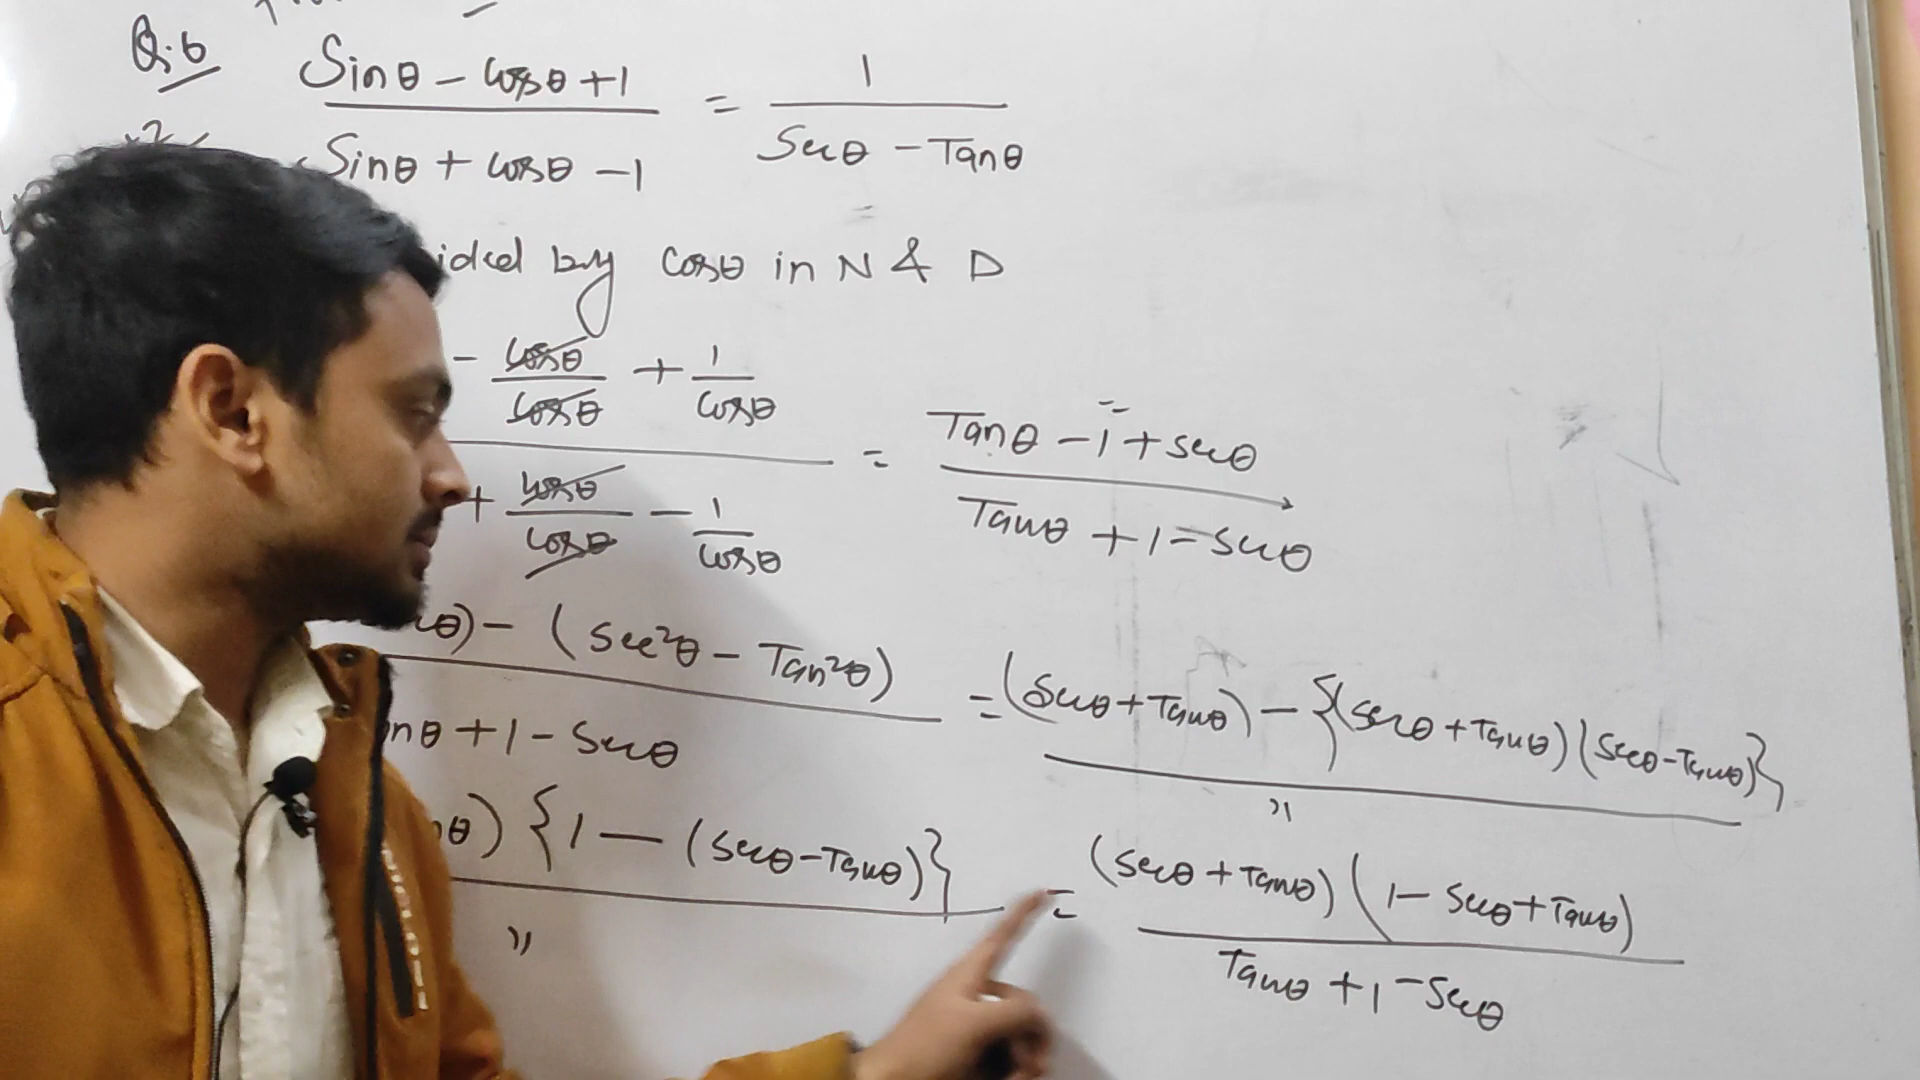 Q.6 Sinθ - Cosθ + 1 / Sinθ + Cosθ - 1 = 1 / Secθ - Tanθ
ided by Cosθ in N & D
- Cosθ/Cosθ + 1/Cosθ / + Cosθ/Cosθ - 1/Cosθ = Tanθ - 1 + Secθ / Tanθ + 1 - Secθ
cθ) - (Sec²θ - Tan²θ) / nθ + 1 - Secθ = (Secθ + Tanθ) - {(Secθ + Tanθ)(Secθ - Tanθ)} / "
nθ) {1 - (Secθ - Tanθ)} / " = (Secθ + Tanθ)(1 - Secθ + Tanθ) / Tanθ + 1 - Secθ